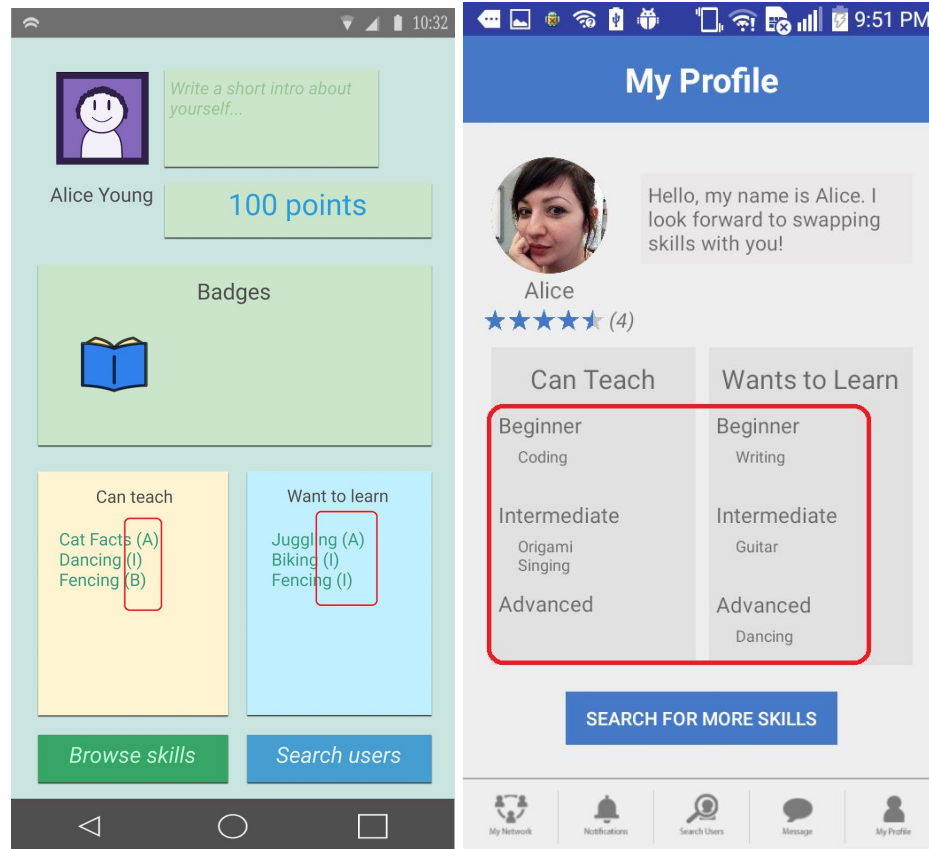 10:32
Write a short intro about
yourself...
Alice Young
100 points
Badges
Can teach
Cat Facts (A)
Dancing (I)
Fencing (B)
Want to learn
Juggling (A)
Biking (I)
Fencing (I)
Browse skills
Search users
9:51 PM
My Profile
Hello, my name is Alice. I
look forward to swapping
skills with you!
Alice
(4)
Can Teach
Beginner
Coding
Intermediate
Origami
Singing
Advanced
Wants to Learn
Beginner
Writing
Intermediate
Guitar
Advanced
Dancing
SEARCH FOR MORE SKILLS
My Network
Notifications
Search Users
Message
My Profile